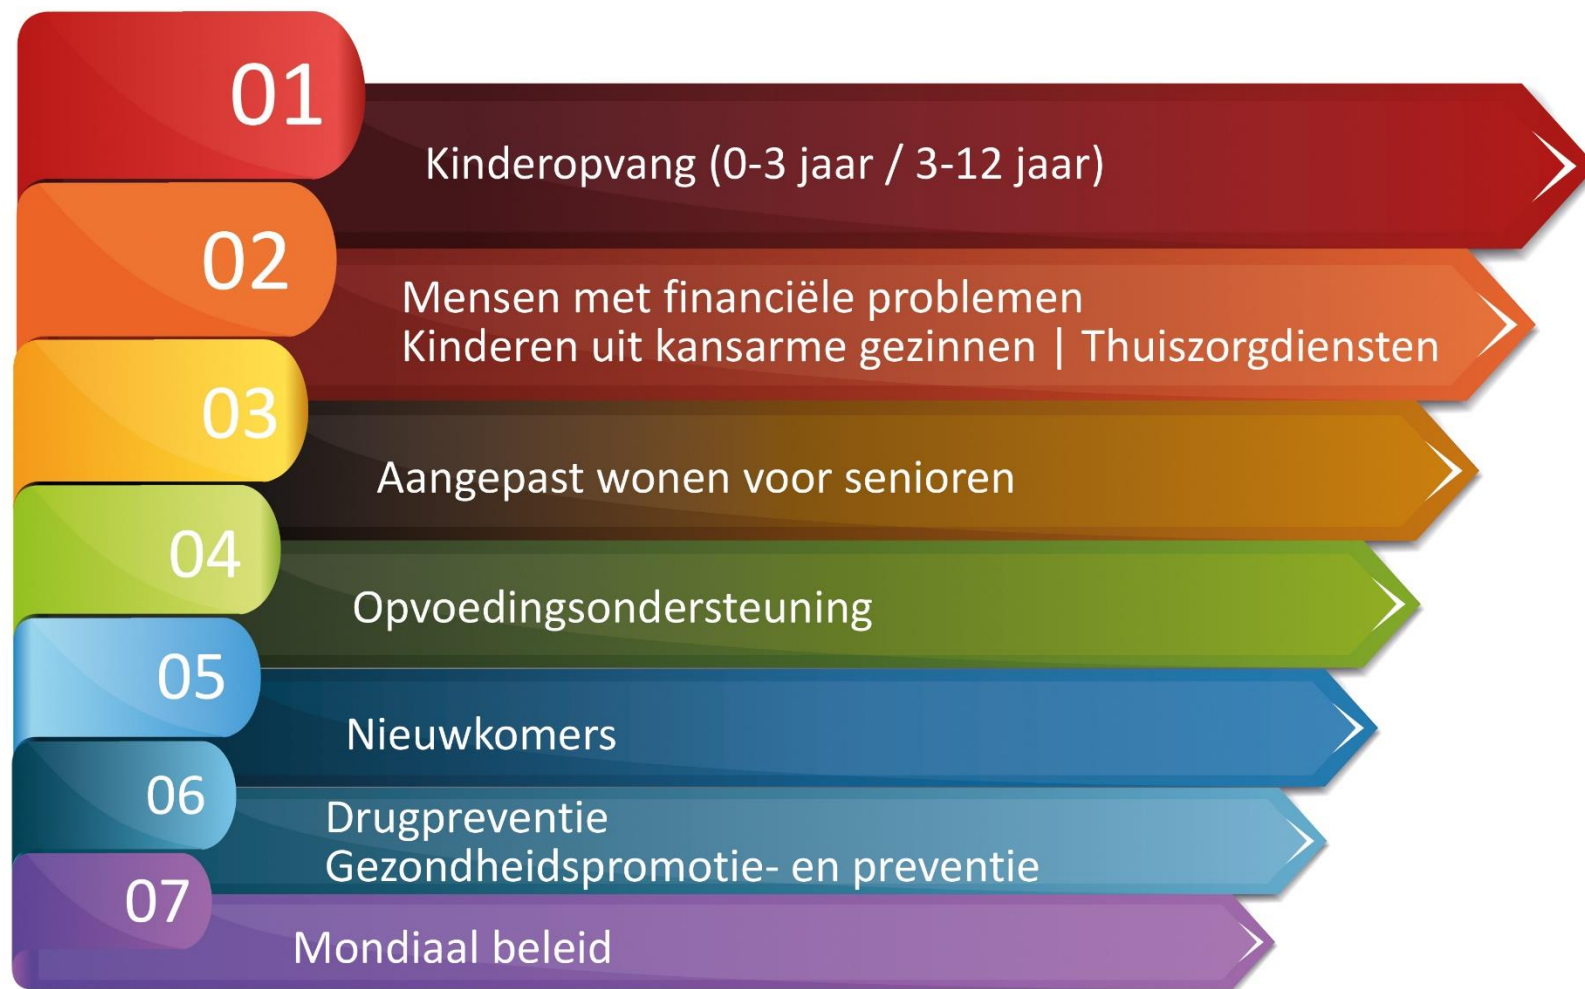 01
Kinderopvang (0-3 jaar / 3-12 jaar)
02
Mensen met financiële problemen
Kinderen uit kansarme gezinnen | Thuiszorgdiensten
03
Aangepast wonen voor senioren
04
Opvoedingsondersteuning
05
Nieuwkomers
06
Drugpreventie
Gezondheidspromotie- en preventie
07
Mondiaal beleid